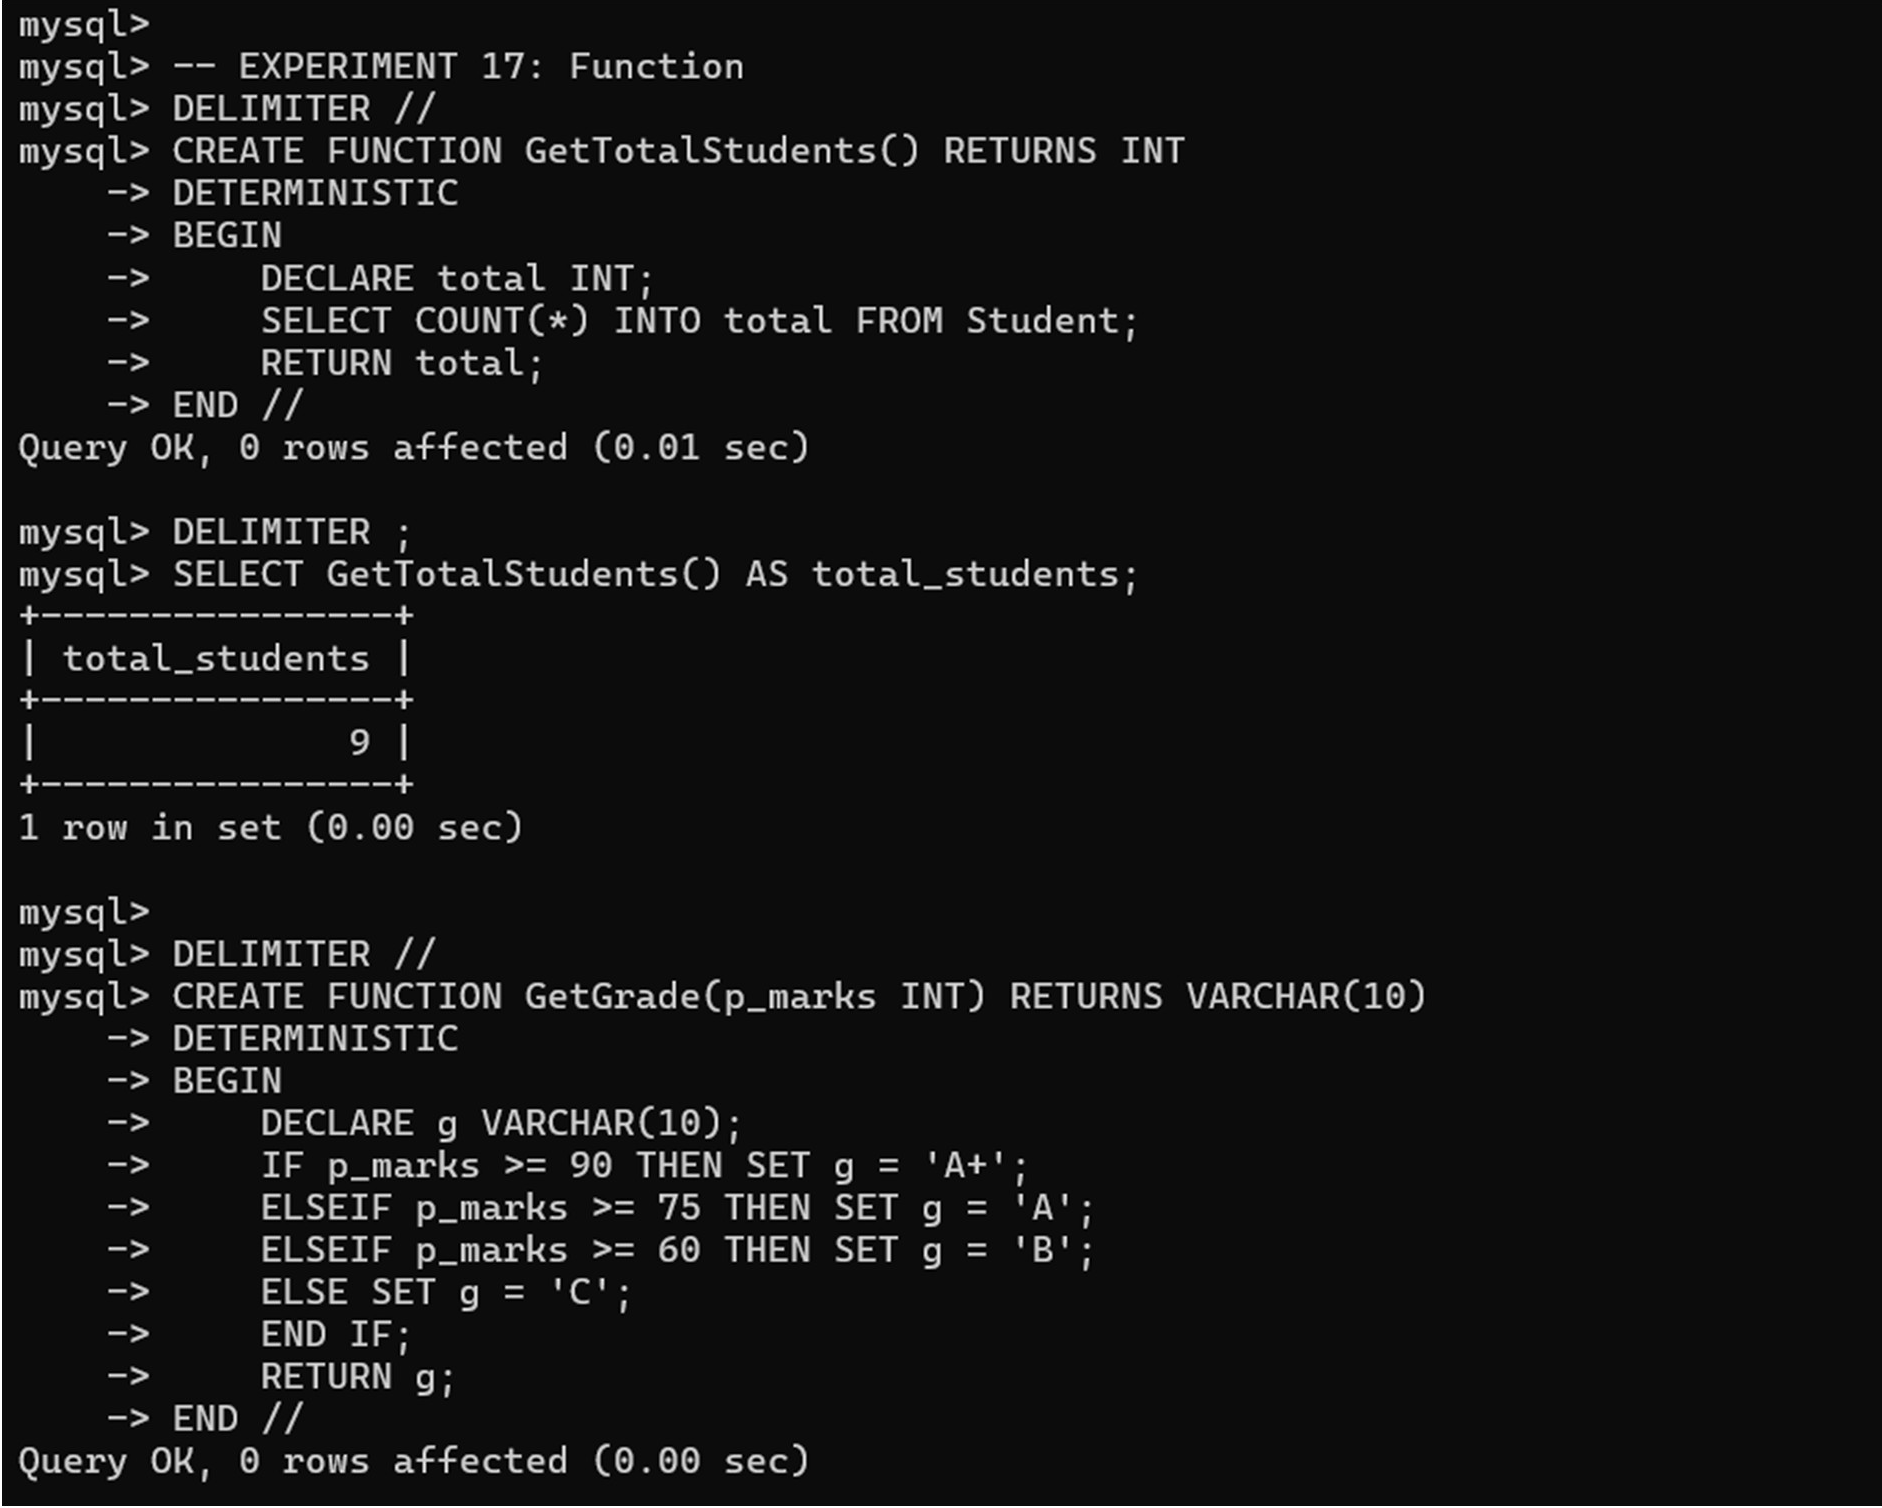 mysql>
mysql> -- EXPERIMENT 17: Function
mysql> DELIMITER //
mysql> CREATE FUNCTION GetTotalStudents() RETURNS INT
    -> DETERMINISTIC
    -> BEGIN
    ->     DECLARE total INT;
    ->     SELECT COUNT(*) INTO total FROM Student;
    ->     RETURN total;
    -> END //
Query OK, 0 rows affected (0.01 sec)

mysql> DELIMITER ;
mysql> SELECT GetTotalStudents() AS total_students;
+----------------+
| total_students |
+----------------+
|              9 |
+----------------+
1 row in set (0.00 sec)

mysql>
mysql> DELIMITER //
mysql> CREATE FUNCTION GetGrade(p_marks INT) RETURNS VARCHAR(10)
    -> DETERMINISTIC
    -> BEGIN
    ->     DECLARE g VARCHAR(10);
    ->     IF p_marks >= 90 THEN SET g = 'A+';
    ->     ELSEIF p_marks >= 75 THEN SET g = 'A';
    ->     ELSEIF p_marks >= 60 THEN SET g = 'B';
    ->     ELSE SET g = 'C';
    ->     END IF;
    ->     RETURN g;
    -> END //
Query OK, 0 rows affected (0.00 sec)